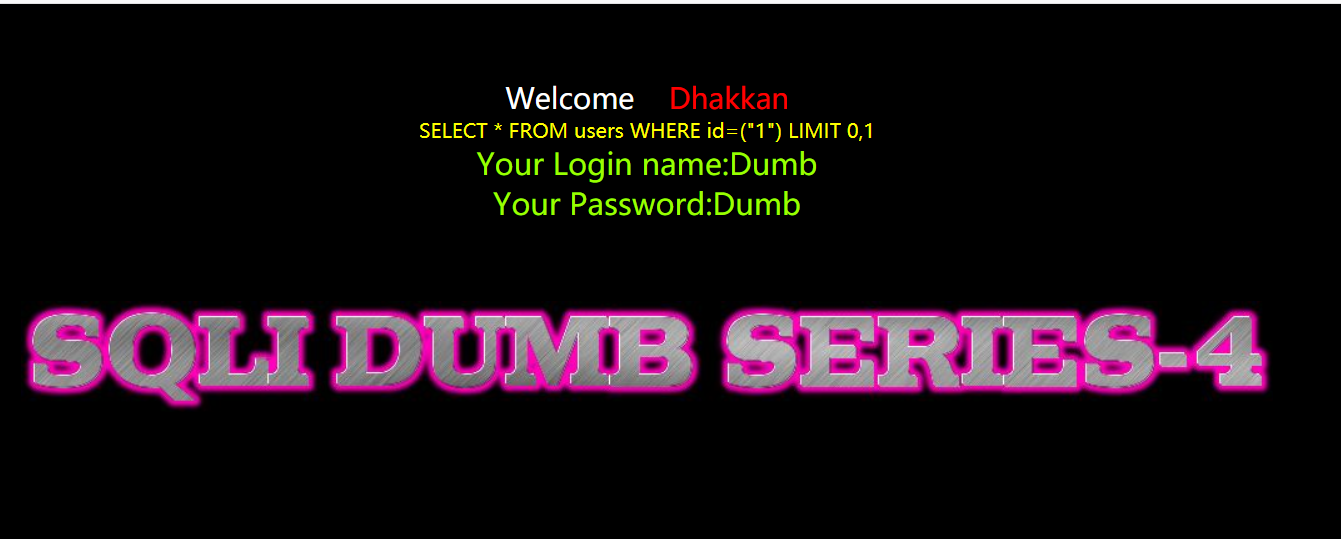 Welcome Dhakkan
SELECT * FROM users WHERE id=("1") LIMIT 0,1
Your Login name:Dumb
Your Password:Dumb
SQLI DUMB SERIES-4